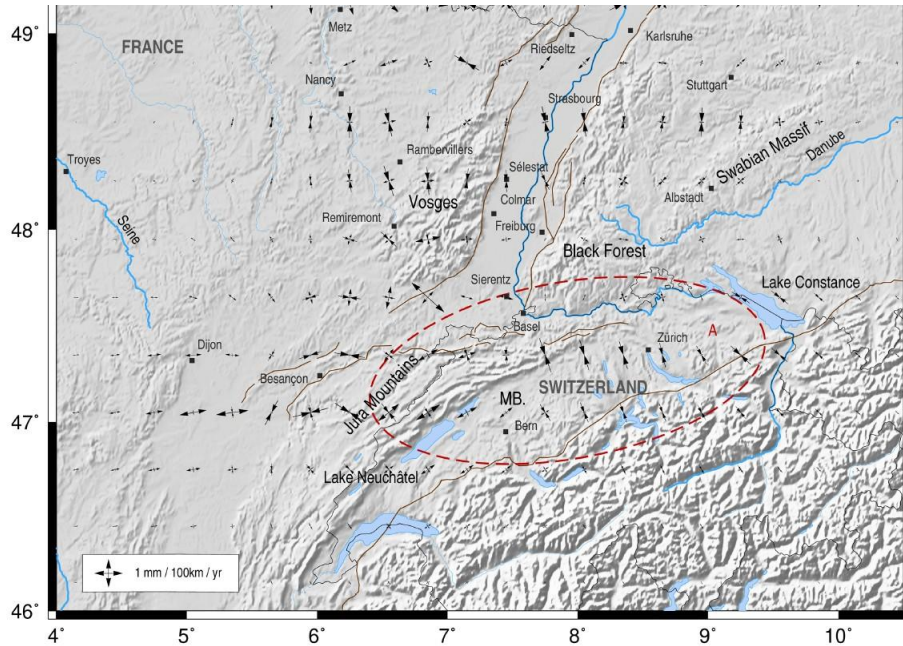 49˚
48˚
47˚
46˚
4˚
5˚
6˚
7˚
8˚
9˚
10˚
Metz
FRANCE
Riedseltz
Karlsruhe
Nancy
Stuttgart
Strasbourg
Troyes
Rambervillers
Sélestat
Swabian Massif
Danube
Albstadt
Vosges
Colmar
Remiremont
Freiburg
Seine
Black Forest
Sierentz
Lake Constance
Basel
Dijon
Zürich
A
Besançon
Jura Mountains
SWITZERLAND
MB.
Bern
Lake Neuchâtel
1 mm / 100km / yr